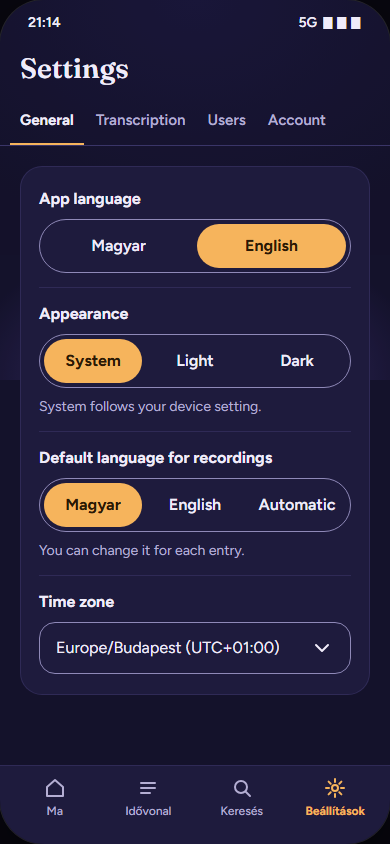 21:14 5G
Settings
General Transcription Users Account
App language
Magyar English
Appearance
System Light Dark
System follows your device setting.
Default language for recordings
Magyar English Automatic
You can change it for each entry.
Time zone
Europe/Budapest (UTC+01:00)
Ma Idővonal Keresés Beállítások